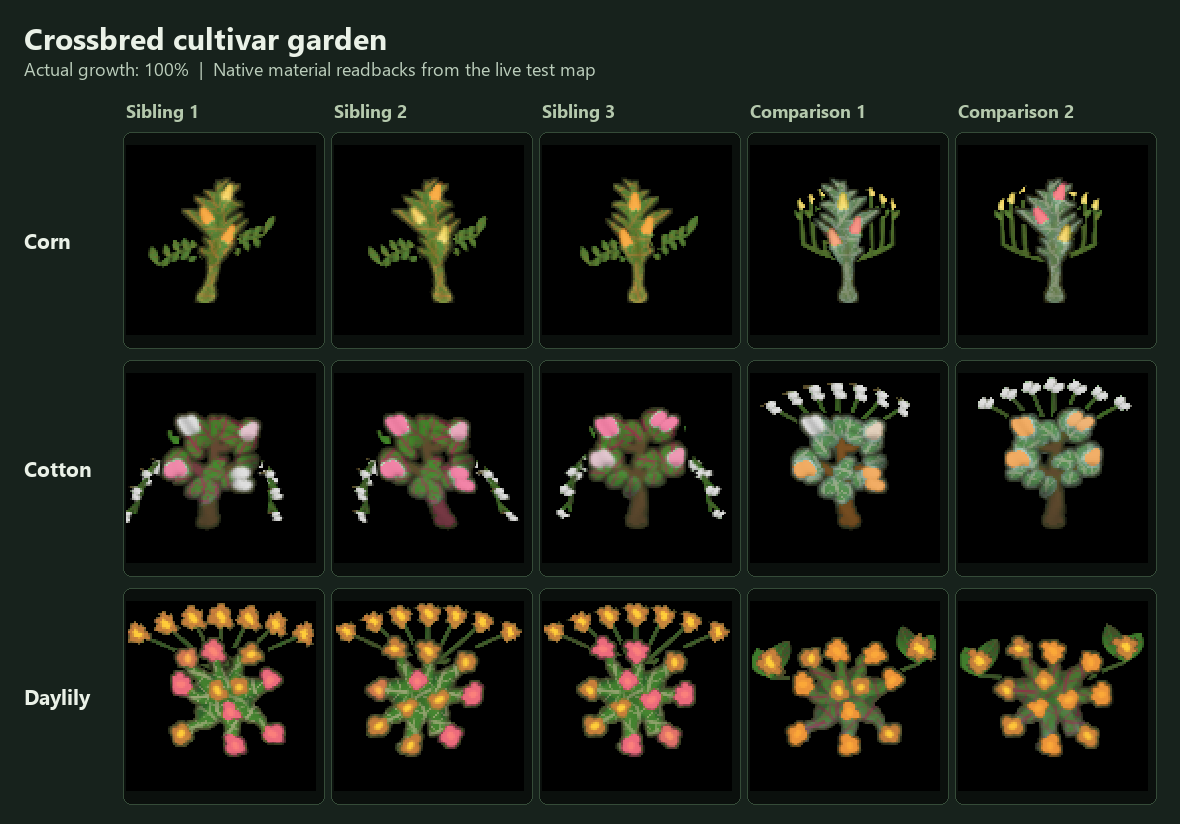 Crossbred cultivar garden
Actual growth: 100%  |  Native material readbacks from the live test map
Sibling 1
Sibling 2
Sibling 3
Comparison 1
Comparison 2
Corn
Cotton
Daylily